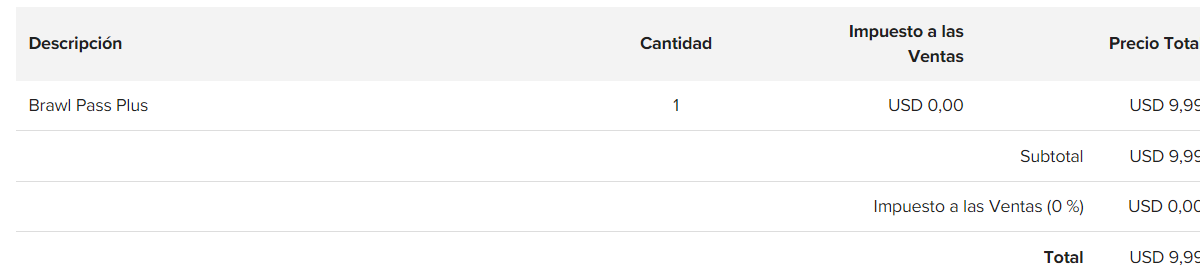 Descripción Cantidad Impuesto a las Ventas Precio Tota
Brawl Pass Plus 1 USD 0,00 USD 9,99
Subtotal USD 9,99
Impuesto a las Ventas (0 %) USD 0,00
Total USD 9,99